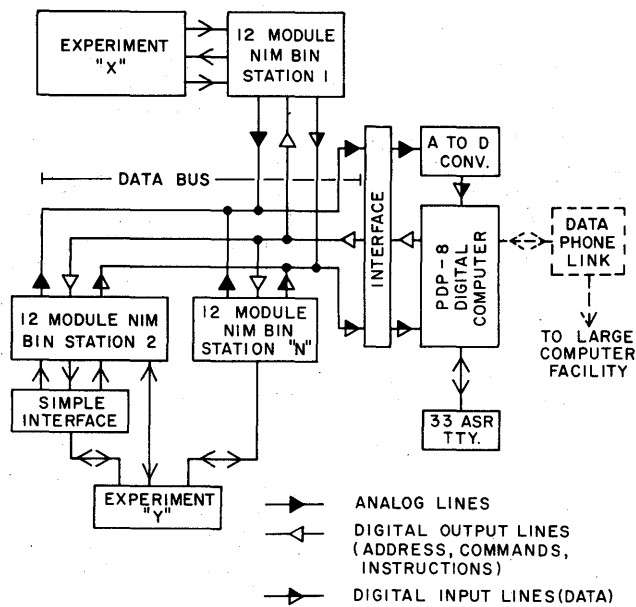 EXPERIMENT
"X"
12 MODULE
NIM BIN
STATION 1
DATA BUS
INTERFACE
A TO D
CONV.
PDP-8
DIGITAL
COMPUTER
DATA
PHONE
LINK
TO LARGE
COMPUTER
FACILITY
12 MODULE NIM
BIN STATION 2
12 MODULE
NIM BIN
STATION "N"
SIMPLE
INTERFACE
33 ASR
TTY.
EXPERIMENT
"Y"
ANALOG LINES
DIGITAL OUTPUT LINES
(ADDRESS, COMMANDS,
INSTRUCTIONS)
DIGITAL INPUT LINES(DATA)